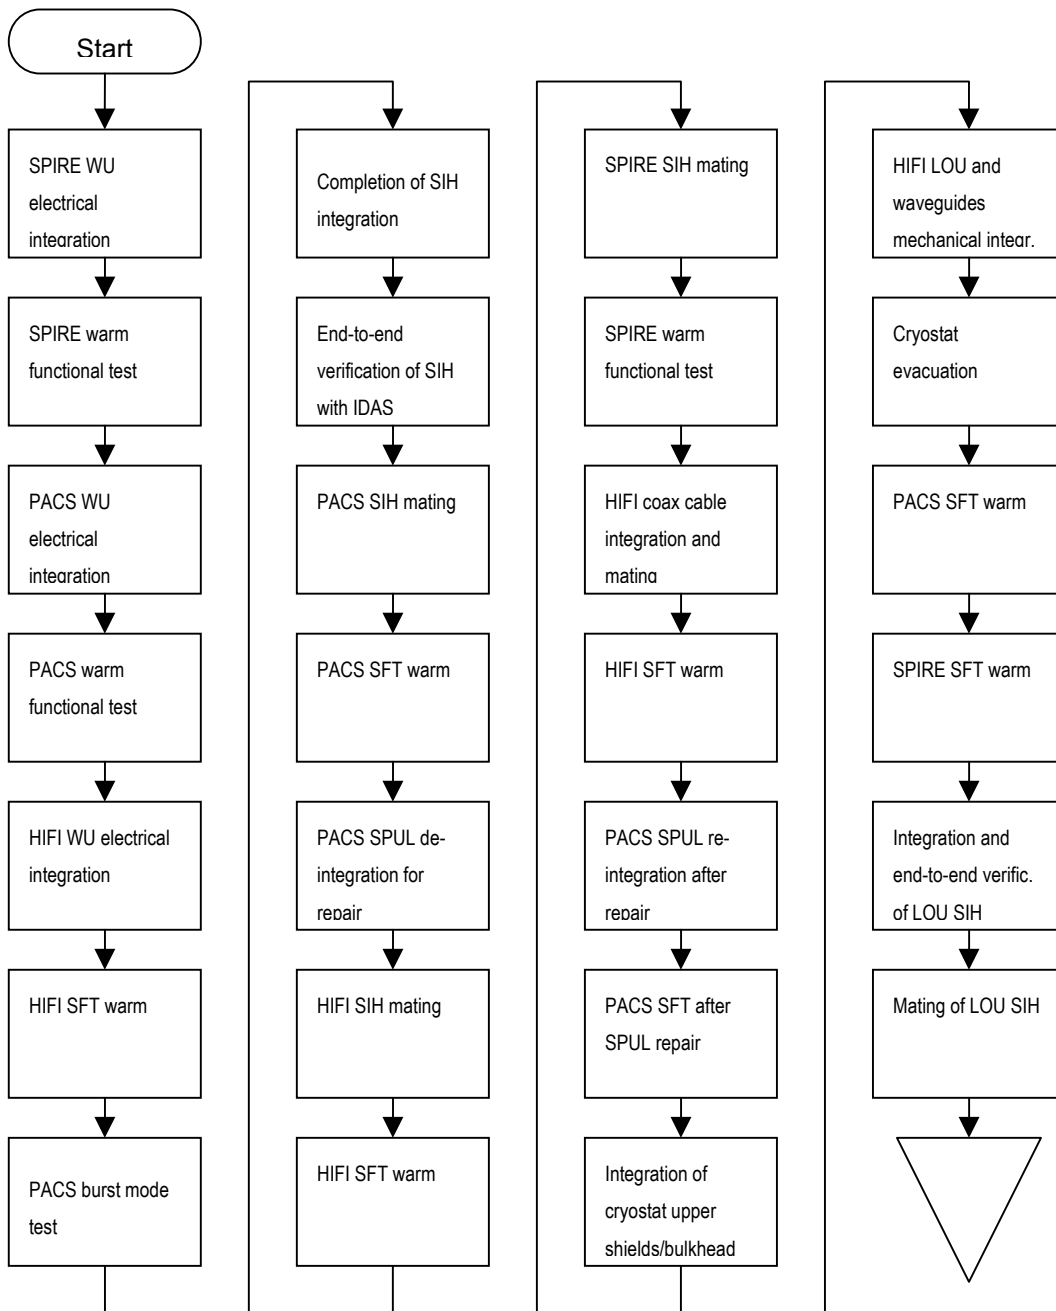 Start
SPIRE WU
electrical
integration
SPIRE warm
functional test
PACS WU
electrical
integration
PACS warm
functional test
HIFI WU electrical
integration
HIFI SFT warm
PACS burst mode
test
Completion of SIH
integration
End-to-end
verification of SIH
with IDAS
PACS SIH mating
PACS SFT warm
PACS SPUL de-
integration for
repair
HIFI SIH mating
HIFI SFT warm
SPIRE SIH mating
SPIRE warm
functional test
HIFI coax cable
integration and
mating
HIFI SFT warm
PACS SPUL re-
integration after
repair
PACS SFT after
SPUL repair
Integration of
cryostat upper
shields/bulkhead
HIFI LOU and
waveguides
mechanical integr.
Cryostat
evacuation
PACS SFT warm
SPIRE SFT warm
Integration and
end-to-end verific.
of LOU SIH
Mating of LOU SIH